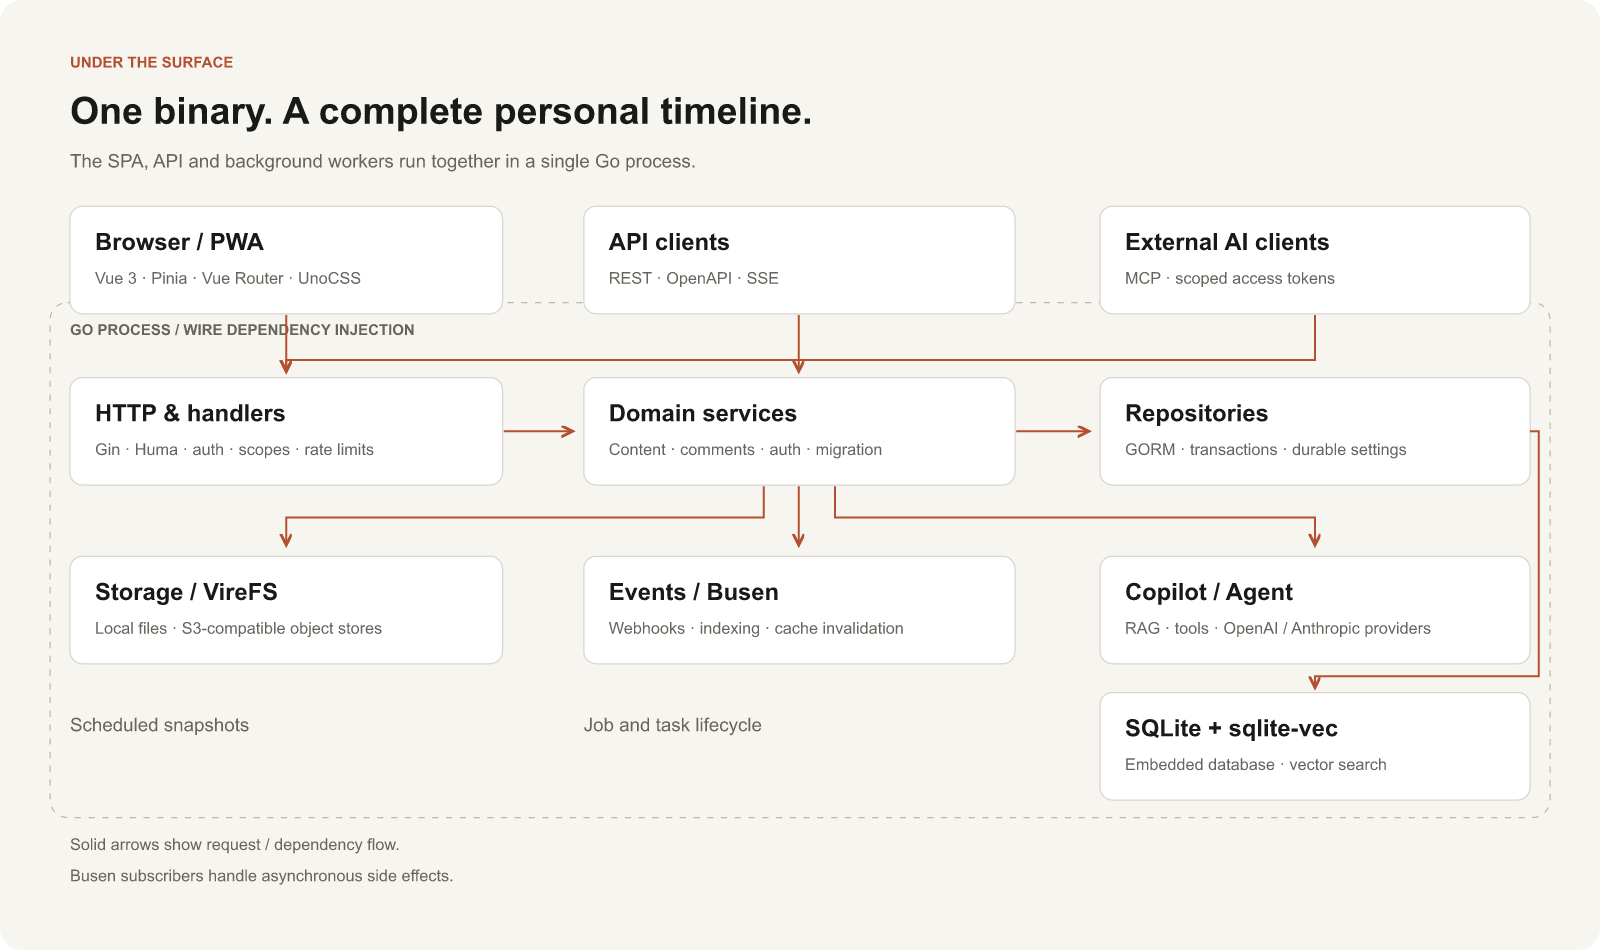 UNDER THE SURFACE
One binary. A complete personal timeline.
The SPA, API and background workers run together in a single Go process.
Browser / PWA
Vue 3 · Pinia · Vue Router · UnoCSS
API clients
REST · OpenAPI · SSE
External AI clients
MCP · scoped access tokens
GO PROCESS / WIRE DEPENDENCY INJECTION
HTTP & handlers
Gin · Huma · auth · scopes · rate limits
Domain services
Content · comments · auth · migration
Repositories
GORM · transactions · durable settings
Storage / VireFS
Local files · S3-compatible object stores
Events / Busen
Webhooks · indexing · cache invalidation
Copilot / Agent
RAG · tools · OpenAI / Anthropic providers
Scheduled snapshots
Job and task lifecycle
SQLite + sqlite-vec
Embedded database · vector search
Solid arrows show request / dependency flow.
Busen subscribers handle asynchronous side effects.